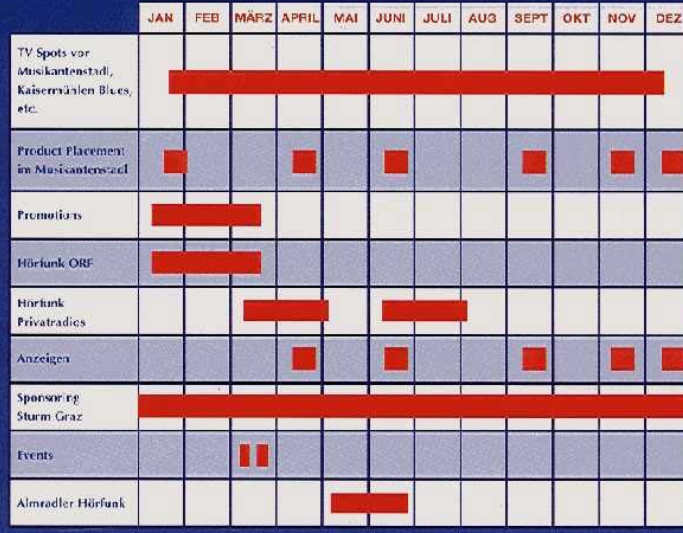 JAN FEB MÄRZ APRIL MAI JUNI JULI AUG SEPT OKT NOV DEZ
TV Spots vor
Musikantenstadl,
Kaisermühlen Blues,
etc.
Product Placement
im Musikantenstadl
Promotions
Hörfunk ORF
Hörfunk
Privatradios
Anzeigen
Sponsoring
Sturm Graz
Events
Almradler Hörfunk